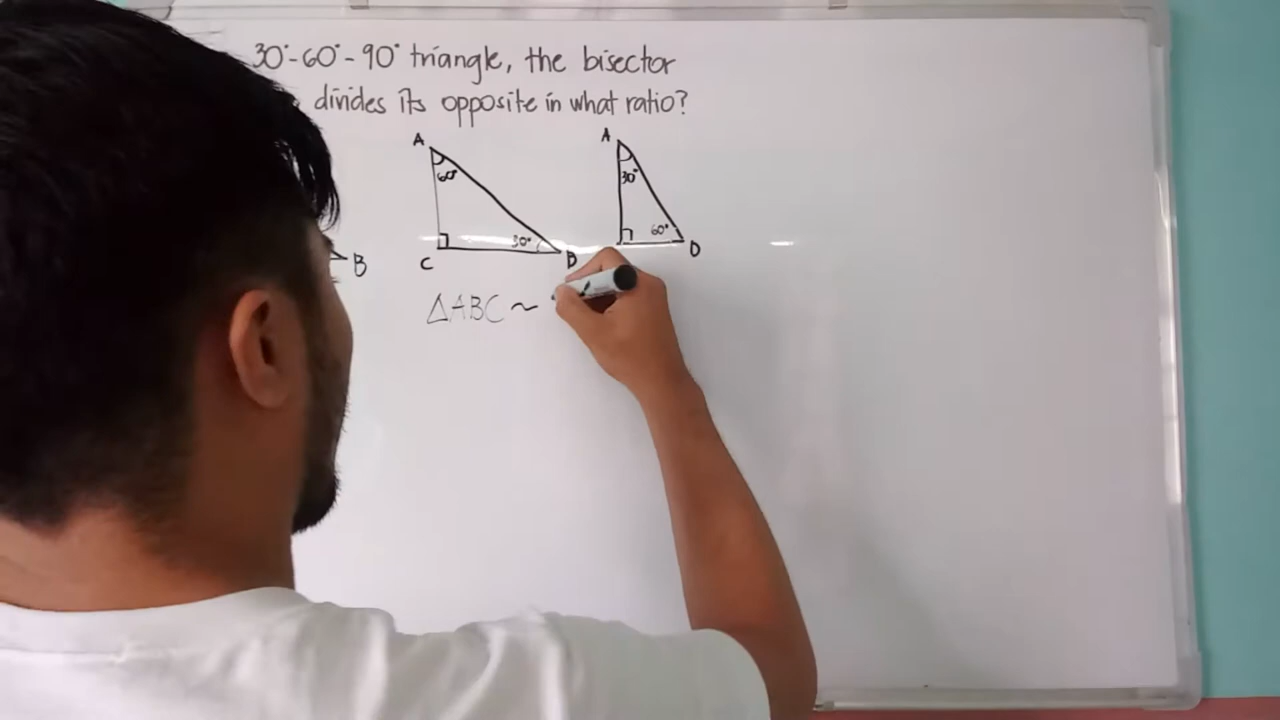 30°-60°-90° triangle, the bisector
divides its opposite in what ratio?
A
60°
30°
C
B
A
30°
60°
D
B
△ABC ~